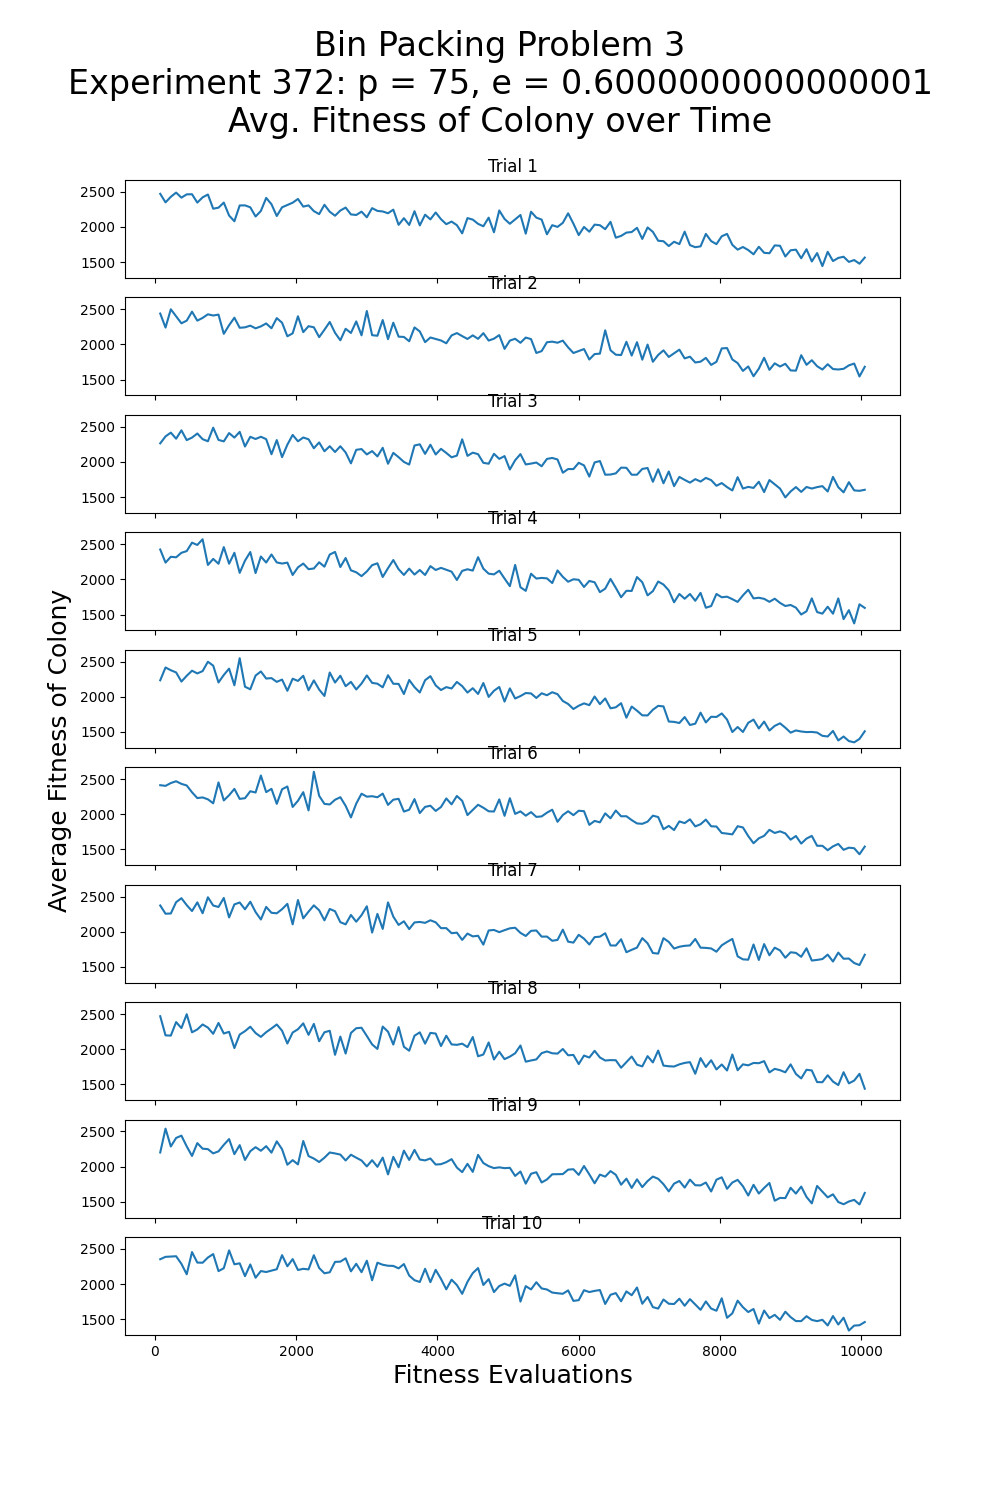 Bin Packing Problem 3
Experiment 372: p = 75, e = 0.6000000000000001
Avg. Fitness of Colony over Time
Trial 1
2500
2000
1500
Trial 2
2500
2000
1500
Trial 3
2500
2000
1500
Trial 4
2500
2000
1500
Trial 5
2500
2000
1500
Trial 6
2500
2000
1500
Trial 7
2500
2000
1500
Trial 8
2500
2000
1500
Trial 9
2500
2000
1500
Trial 10
2500
2000
1500
0 2000 4000 6000 8000 10000
Fitness Evaluations
Average Fitness of Colony